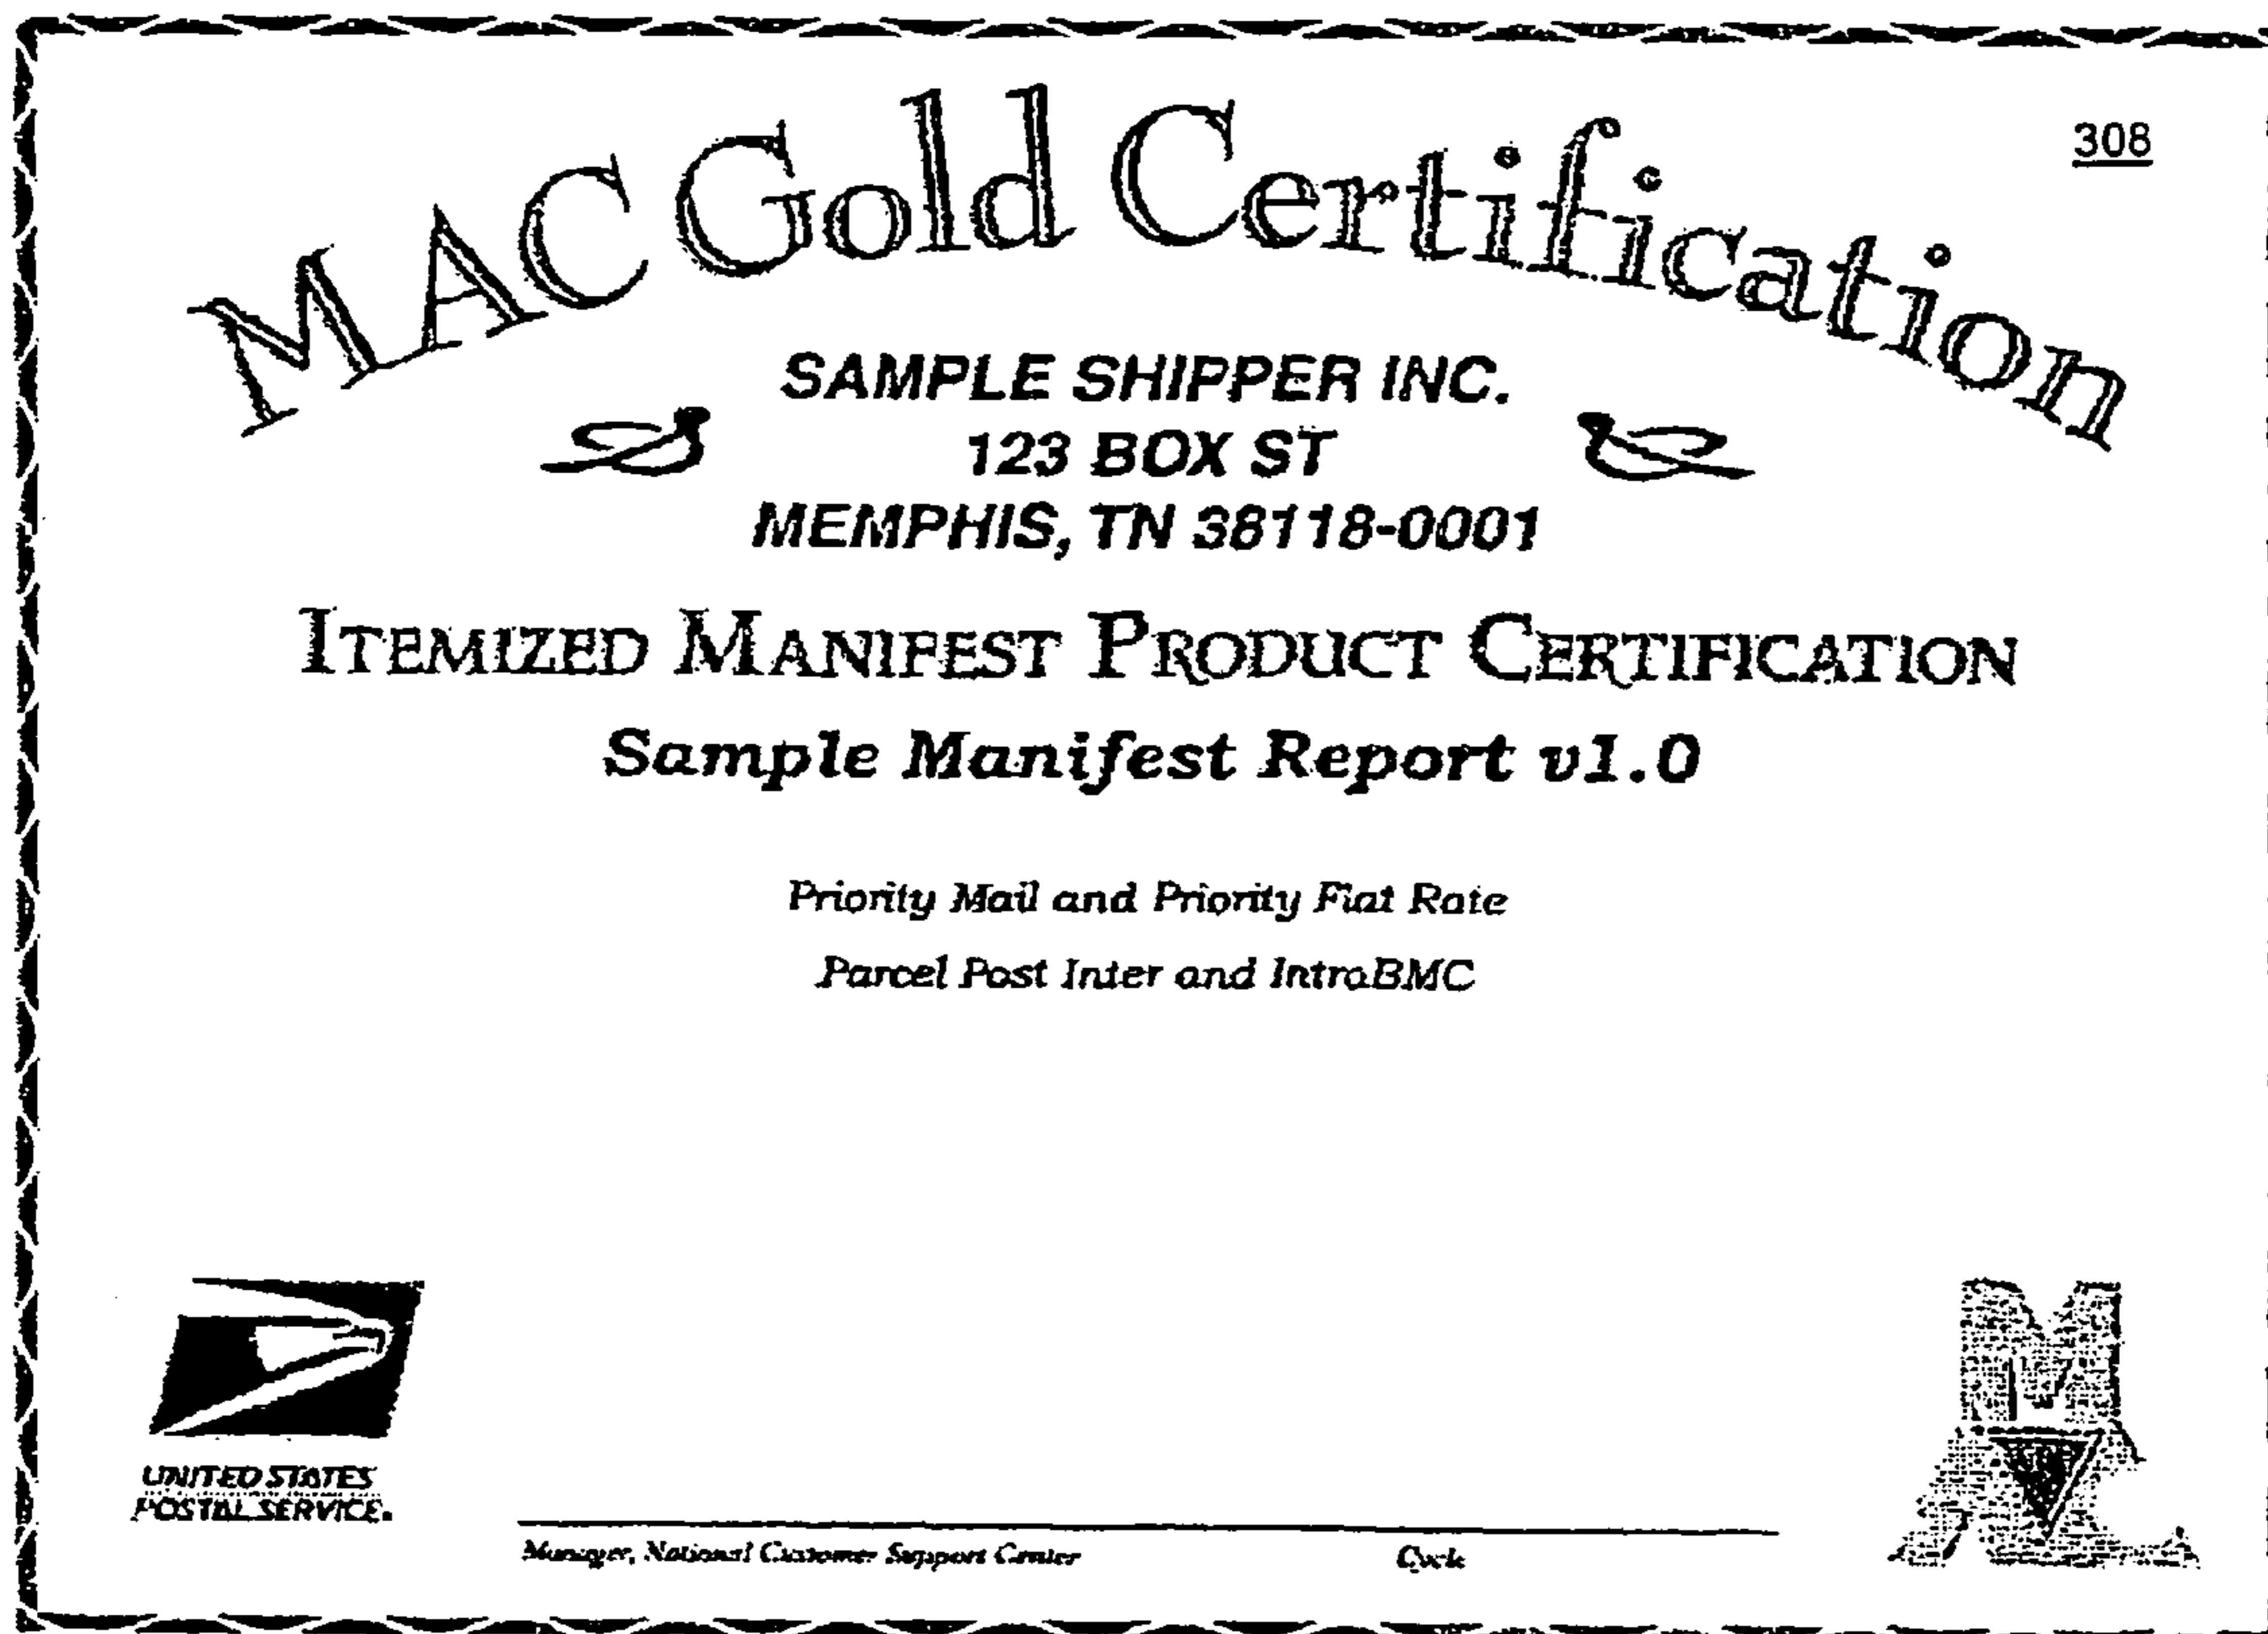 308
MAC Gold Certification
SAMPLE SHIPPER INC.
123 BOX ST
MEMPHIS, TN 38118-0001
ITEMIZED MANIFEST PRODUCT CERTIFICATION
Sample Manifest Report v1.0
Priority Mail and Priority Flat Rate
Parcel Post Inter and IntraBMC
UNITED STATES
POSTAL SERVICE®
Manager, National Customer Support Center Cycle